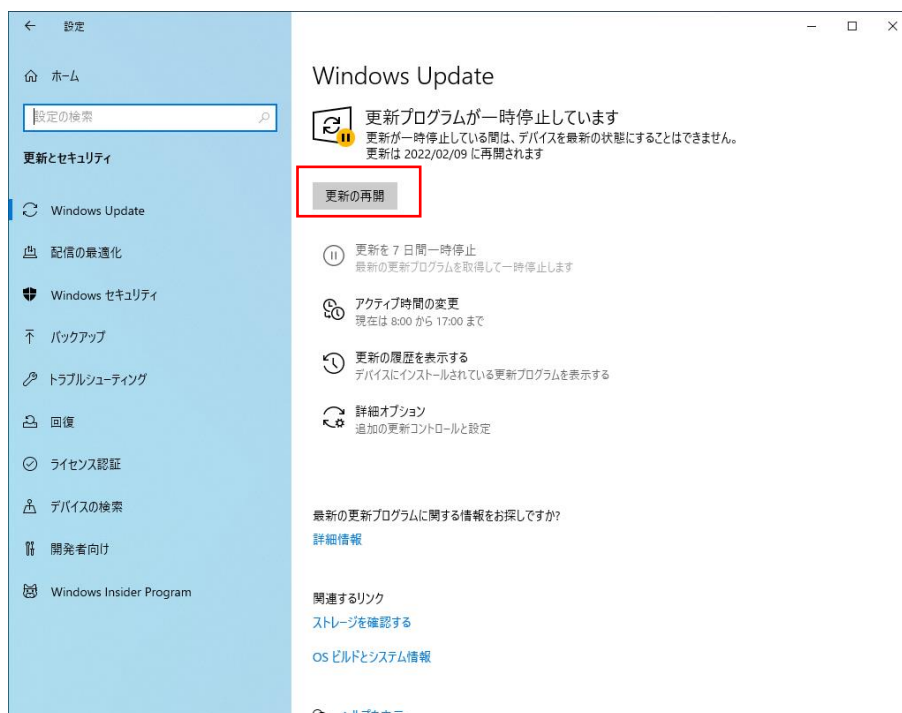 設定
ホーム
設定の検索
更新とセキュリティ
Windows Update
配信の最適化
Windows セキュリティ
バックアップ
トラブルシューティング
回復
ライセンス認証
デバイスの検索
開発者向け
Windows Insider Program
Windows Update
更新プログラムが一時停止しています
更新が一時停止している間は、デバイスを最新の状態にすることはできません。
更新は 2022/02/09 に再開されます
更新の再開
更新を 7 日間一時停止
最新の更新プログラムを取得して一時停止します
アクティブ時間の変更
現在は 8:00 から 17:00 まで
更新の履歴を表示する
デバイスにインストールされている更新プログラムを表示する
詳細オプション
追加の更新コントロールと設定
最新の更新プログラムに関する情報をお探しですか?
詳細情報
関連するリンク
ストレージを確認する
OS ビルドとシステム情報